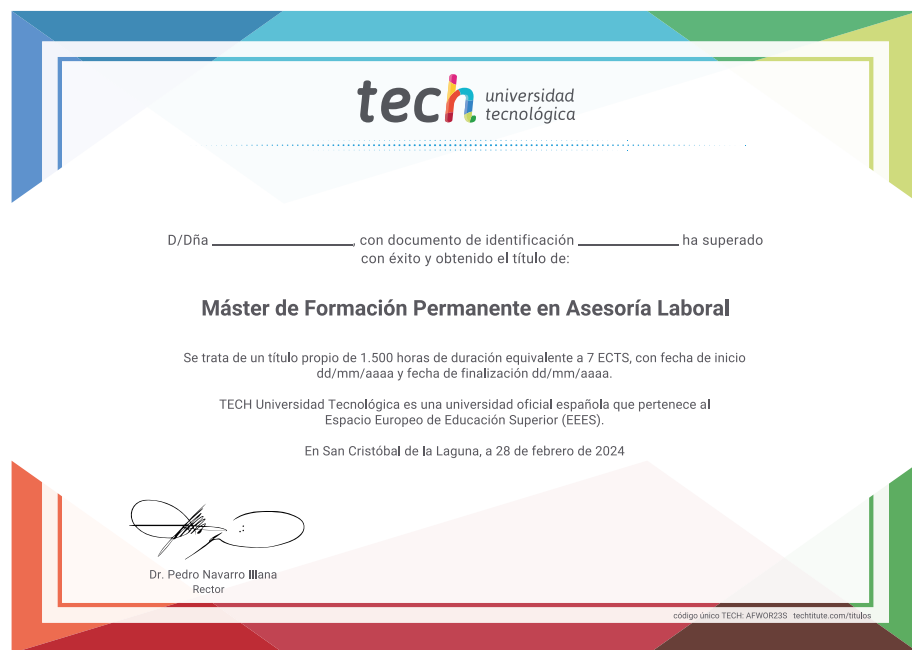 tech universidad
tecnológica
D/Dña , con documento de identificación ha superado
con éxito y obtenido el título de:
Máster de Formación Permanente en Asesoría Laboral
Se trata de un título propio de 1.500 horas de duración equivalente a 7 ECTS, con fecha de inicio
dd/mm/aaaa y fecha de finalización dd/mm/aaaa.
TECH Universidad Tecnológica es una universidad oficial española que pertenece al
Espacio Europeo de Educación Superior (EEES).
En San Cristóbal de la Laguna, a 28 de febrero de 2024
Dr. Pedro Navarro Illana
Rector
código único TECH: AFWOR23S techtitute.com/titulos